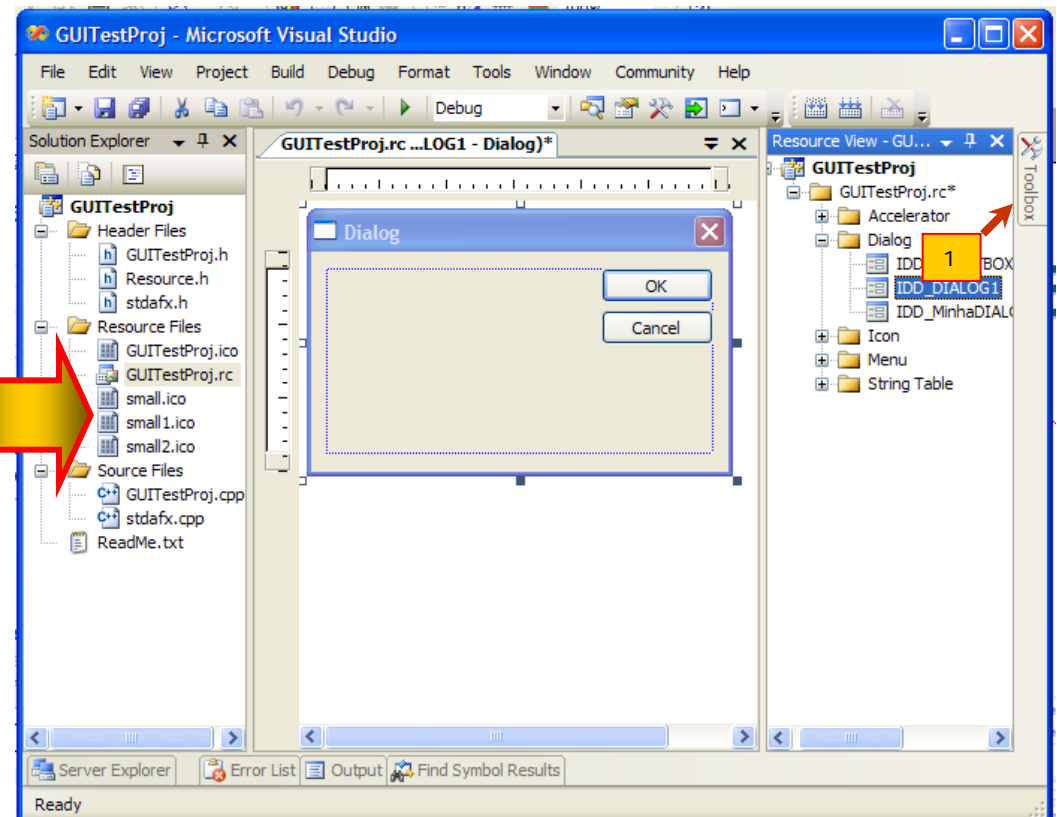 GUITestProj - Microsoft Visual Studio
File Edit View Project Build Debug Format Tools Window Community Help
Debug
Solution Explorer
GUITestProj
Header Files
GUITestProj.h
Resource.h
stdafx.h
Resource Files
GUITestProj.ico
GUITestProj.rc
small.ico
small1.ico
small2.ico
Source Files
GUITestProj.cpp
stdafx.cpp
ReadMe.txt
GUITestProj.rc ...LOG1 - Dialog)*
Dialog
OK
Cancel
Resource View - GU...
GUITestProj
GUITestProj.rc*
Accelerator
Dialog
IDD_DIALOG1
IDD_MinhaDIAL
Icon
Menu
String Table
1
Toolbox
Server Explorer Error List Output Find Symbol Results
Ready